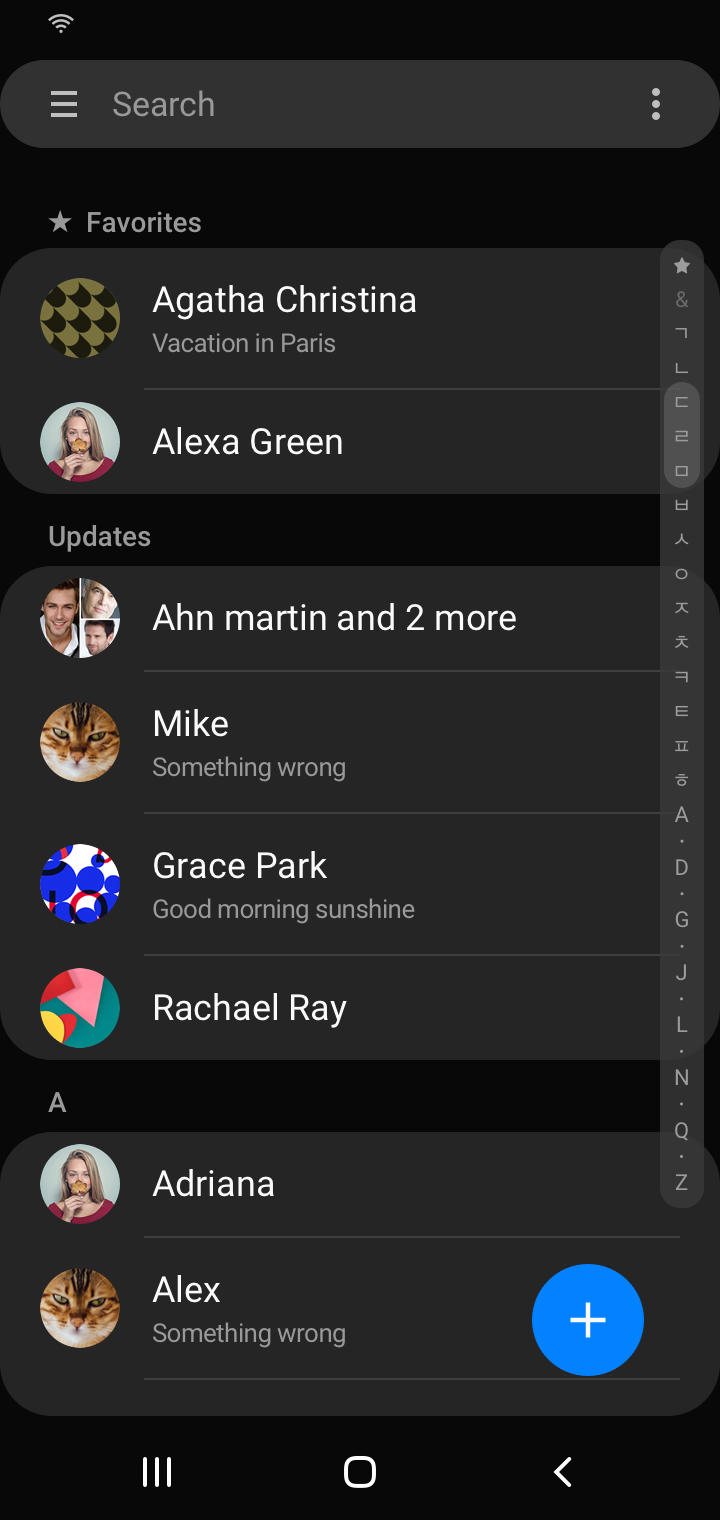 Search
★ Favorites
Agatha Christina
Vacation in Paris
Alexa Green
Updates
Ahn martin and 2 more
Mike
Something wrong
Grace Park
Good morning sunshine
Rachael Ray
A
Adriana
Alex
Something wrong
★
&
ㄱ
ㄴ
ㄷ
ㄹ
ㅁ
ㅂ
ㅅ
ㅇ
ㅈ
ㅊ
ㅋ
ㅌ
ㅍ
ㅎ
A
•
D
•
G
•
J
•
L
•
N
•
Q
•
Z